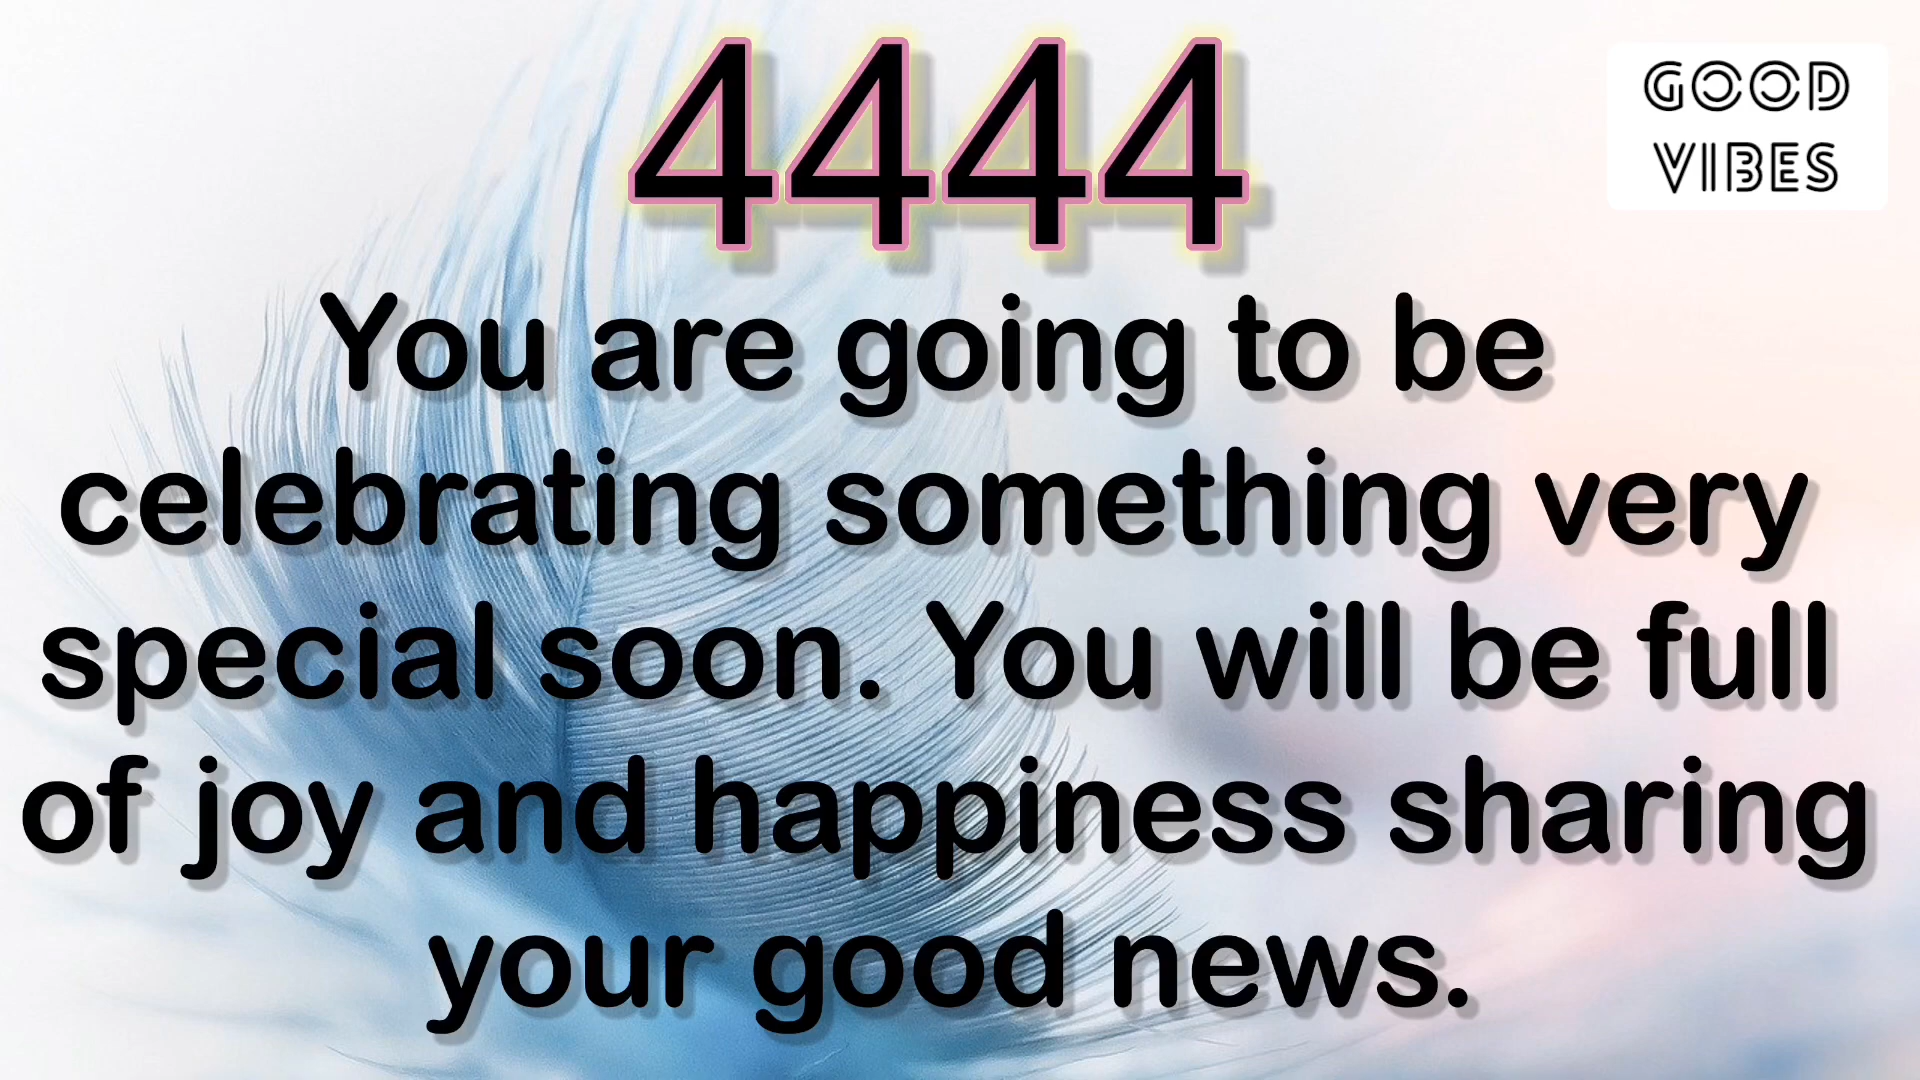 4444
GOOD
VIBES
You are going to be
celebrating something very
special soon. You will be full
of joy and happiness sharing
your good news.